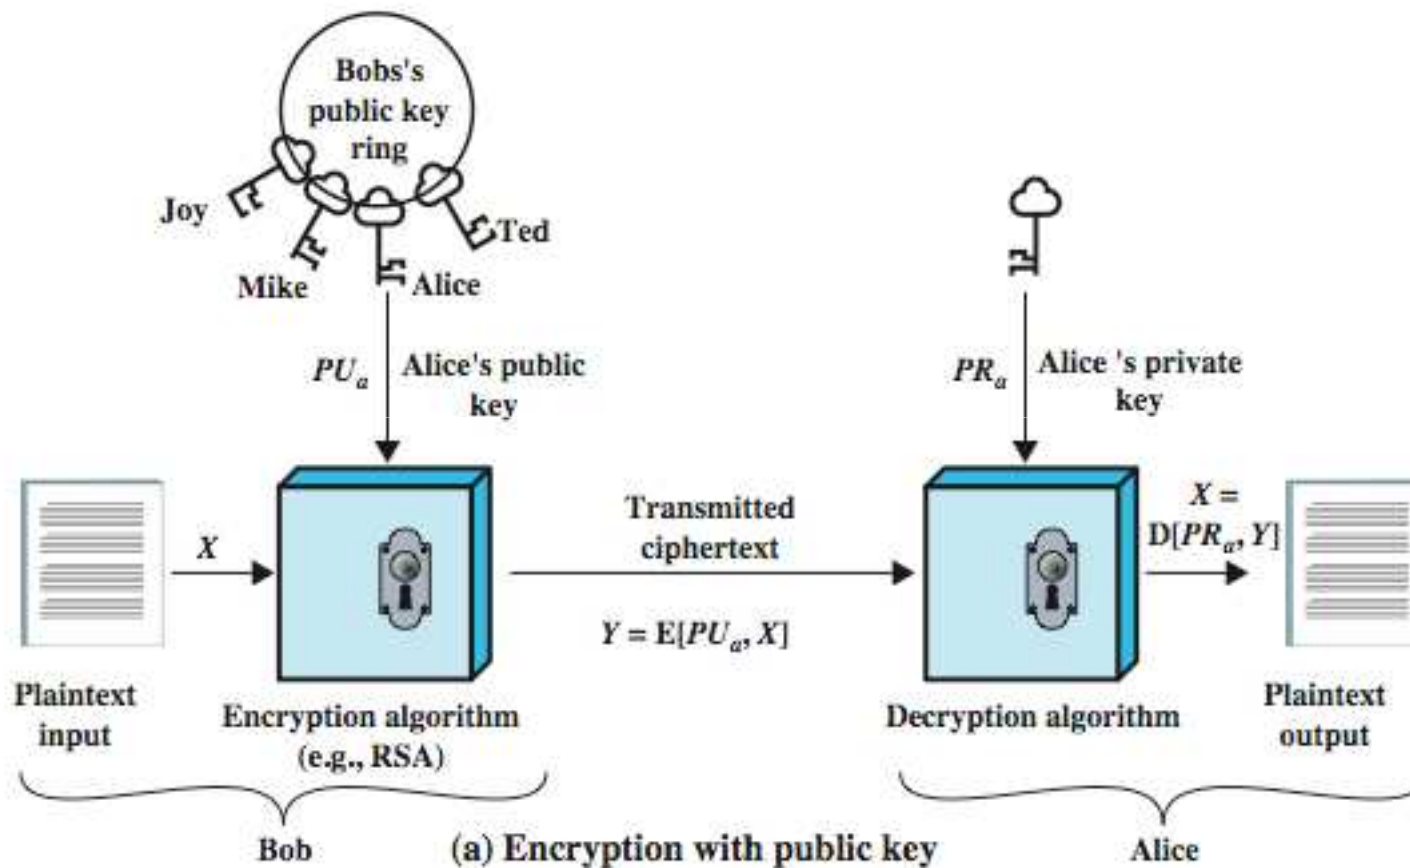 Bobs's
public key
ring
Joy
Ted
Mike
Alice
PUₐ
Alice's public
key
PRₐ
Alice 's private
key
X
Transmitted
ciphertext
X =
D[PRₐ, Y]
Y = E[PUₐ, X]
Plaintext
input
Encryption algorithm
(e.g., RSA)
Decryption algorithm
Plaintext
output
Bob
(a) Encryption with public key
Alice